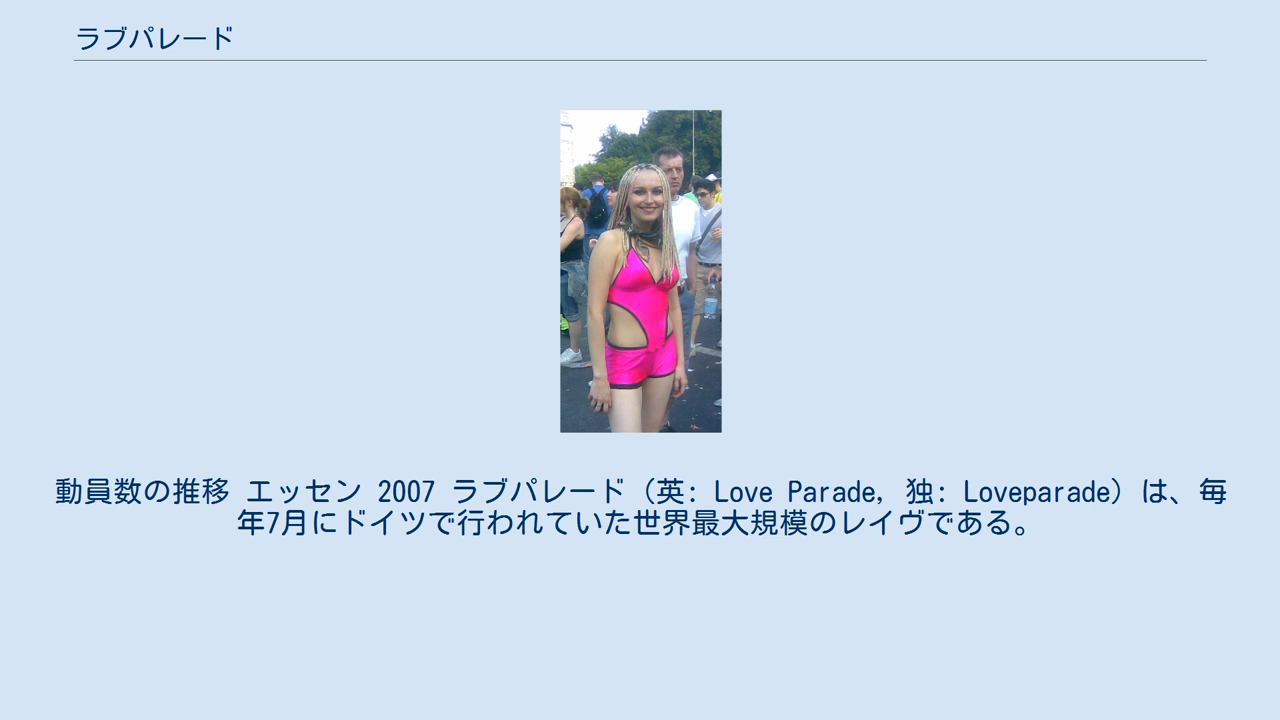 ラブパレード
動員数の推移 エッセン 2007 ラブパレード（英: Love Parade, 独: Loveparade）は、毎
年7月にドイツで行われていた世界最大規模のレイヴである。